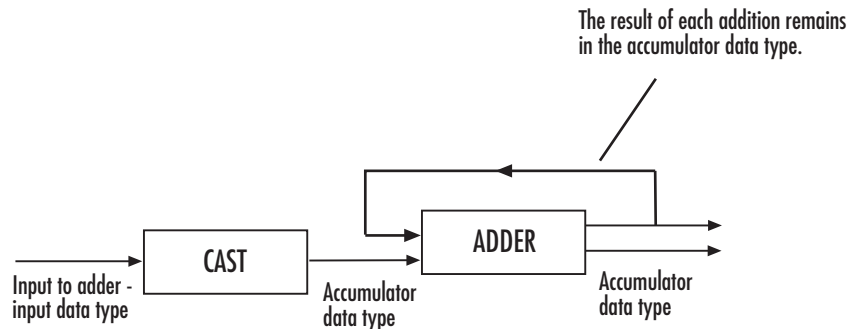 The result of each addition remains
in the accumulator data type.
CAST
ADDER
Input to adder -
input data type
Accumulator
data type
Accumulator
data type